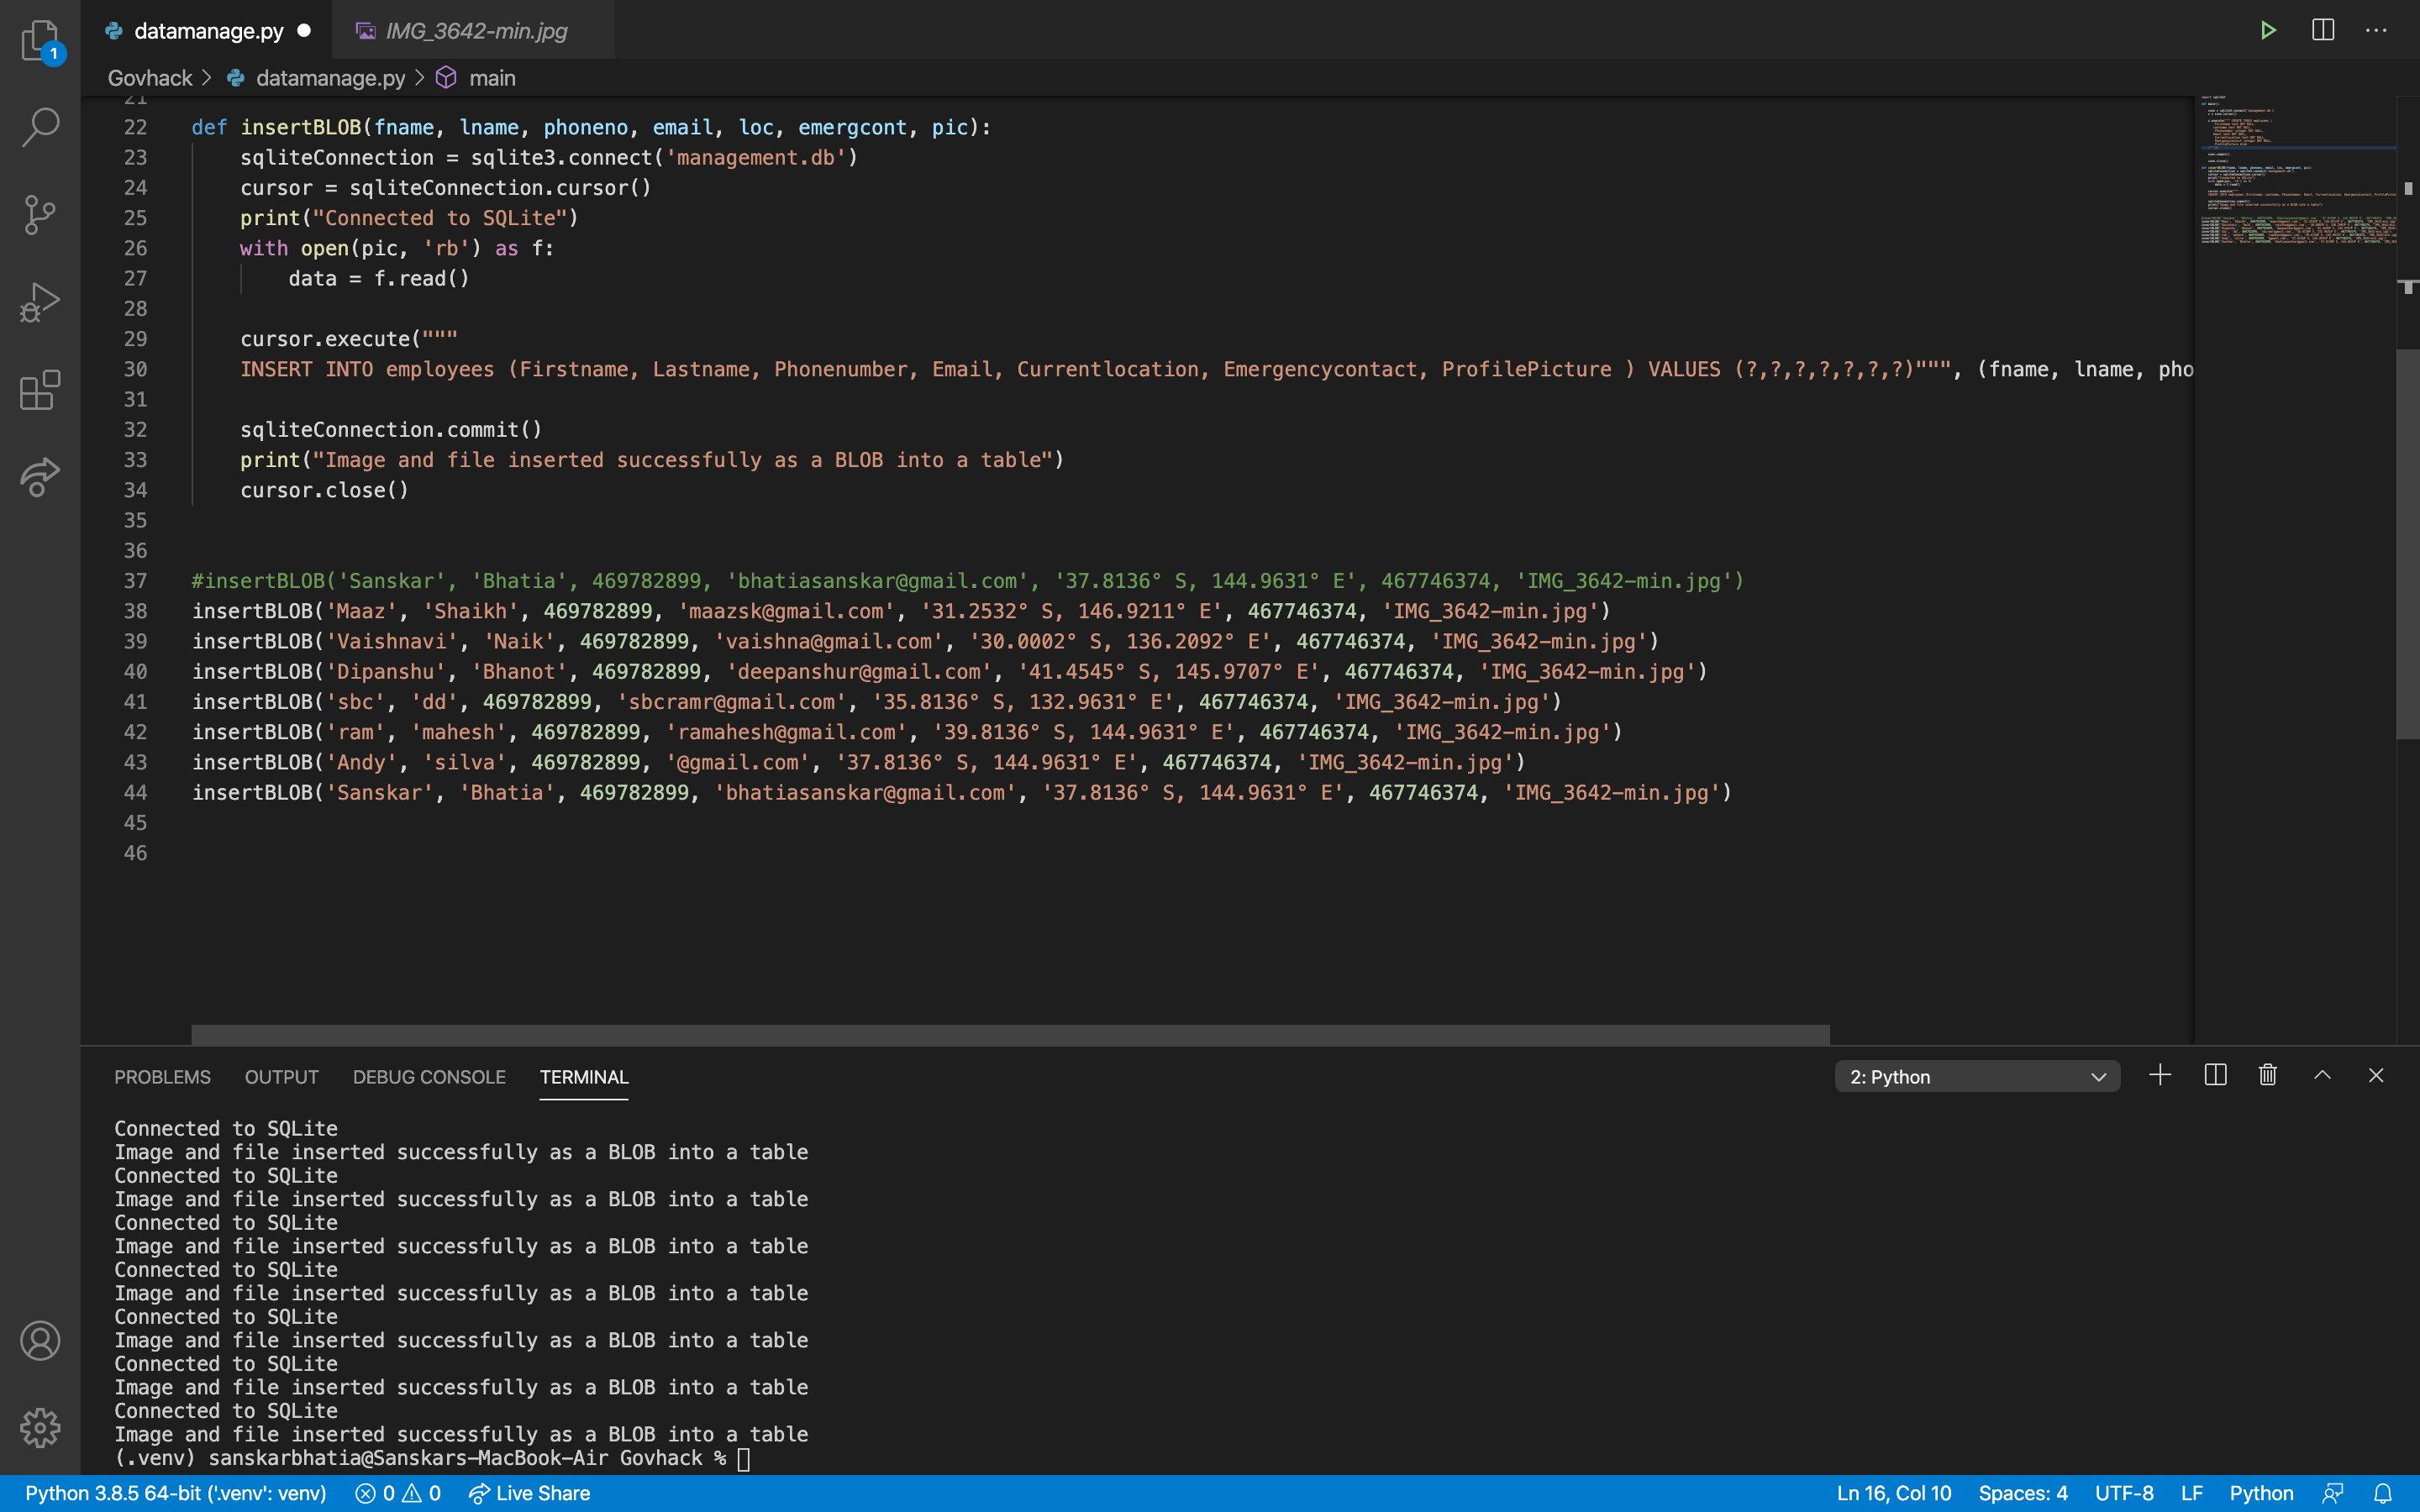 1
datamanage.py
IMG_3642-min.jpg
Govhack > datamanage.py > main
21
22 def insertBLOB(fname, lname, phoneno, email, loc, emergcont, pic):
23 sqliteConnection = sqlite3.connect('management.db')
24 cursor = sqliteConnection.cursor()
25 print("Connected to SQLite")
26 with open(pic, 'rb') as f:
27 data = f.read()
28
29 cursor.execute("""
30 INSERT INTO employees (Firstname, Lastname, Phonenumber, Email, Currentlocation, Emergencycontact, ProfilePicture ) VALUES (?,?,?,?,?,?,?)""", (fname, lname, pho
31
32 sqliteConnection.commit()
33 print("Image and file inserted successfully as a BLOB into a table")
34 cursor.close()
35
36
37 #insertBLOB('Sanskar', 'Bhatia', 469782899, 'bhatiasanskar@gmail.com', '37.8136° S, 144.9631° E', 467746374, 'IMG_3642-min.jpg')
38 insertBLOB('Maaz', 'Shaikh', 469782899, 'maazsk@gmail.com', '31.2532° S, 146.9211° E', 467746374, 'IMG_3642-min.jpg')
39 insertBLOB('Vaishnavi', 'Naik', 469782899, 'vaishna@gmail.com', '30.0002° S, 136.2092° E', 467746374, 'IMG_3642-min.jpg')
40 insertBLOB('Dipanshu', 'Bhanot', 469782899, 'deepanshur@gmail.com', '41.4545° S, 145.9707° E', 467746374, 'IMG_3642-min.jpg')
41 insertBLOB('sbc', 'dd', 469782899, 'sbcramr@gmail.com', '35.8136° S, 132.9631° E', 467746374, 'IMG_3642-min.jpg')
42 insertBLOB('ram', 'mahesh', 469782899, 'ramahesh@gmail.com', '39.8136° S, 144.9631° E', 467746374, 'IMG_3642-min.jpg')
43 insertBLOB('Andy', 'silva', 469782899, '@gmail.com', '37.8136° S, 144.9631° E', 467746374, 'IMG_3642-min.jpg')
44 insertBLOB('Sanskar', 'Bhatia', 469782899, 'bhatiasanskar@gmail.com', '37.8136° S, 144.9631° E', 467746374, 'IMG_3642-min.jpg')
45
46
PROBLEMS OUTPUT DEBUG CONSOLE TERMINAL 2: Python
Connected to SQLite
Image and file inserted successfully as a BLOB into a table
Connected to SQLite
Image and file inserted successfully as a BLOB into a table
Connected to SQLite
Image and file inserted successfully as a BLOB into a table
Connected to SQLite
Image and file inserted successfully as a BLOB into a table
Connected to SQLite
Image and file inserted successfully as a BLOB into a table
Connected to SQLite
Image and file inserted successfully as a BLOB into a table
Connected to SQLite
Image and file inserted successfully as a BLOB into a table
(.venv) sanskarbhatia@Sanskars-MacBook-Air Govhack %
Python 3.8.5 64-bit ('.venv': venv) 0 0 Live Share Ln 16, Col 10 Spaces: 4 UTF-8 LF Python